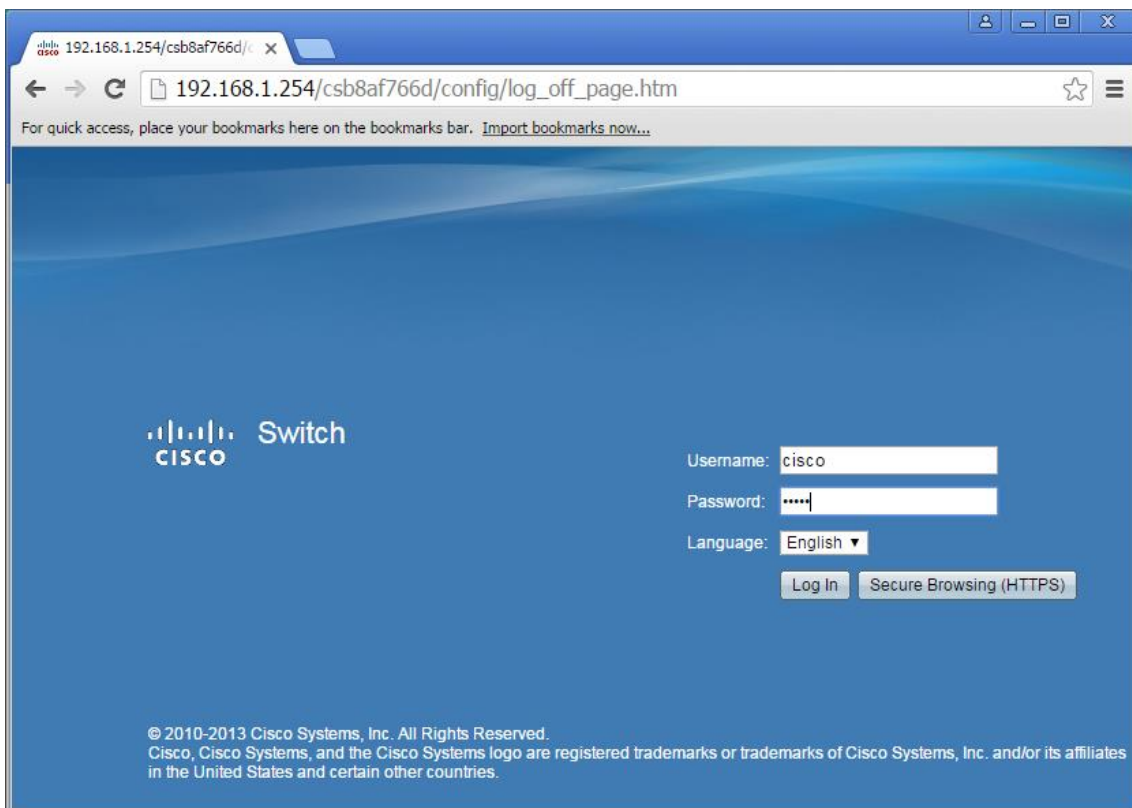 192.168.1.254/csb8af766d/c
192.168.1.254/csb8af766d/config/log_off_page.htm
For quick access, place your bookmarks here on the bookmarks bar. Import bookmarks now...
CISCO Switch
Username: cisco
Password: •••••
Language: English
Log In Secure Browsing (HTTPS)
© 2010-2013 Cisco Systems, Inc. All Rights Reserved.
Cisco, Cisco Systems, and the Cisco Systems logo are registered trademarks or trademarks of Cisco Systems, Inc. and/or its affiliates
in the United States and certain other countries.